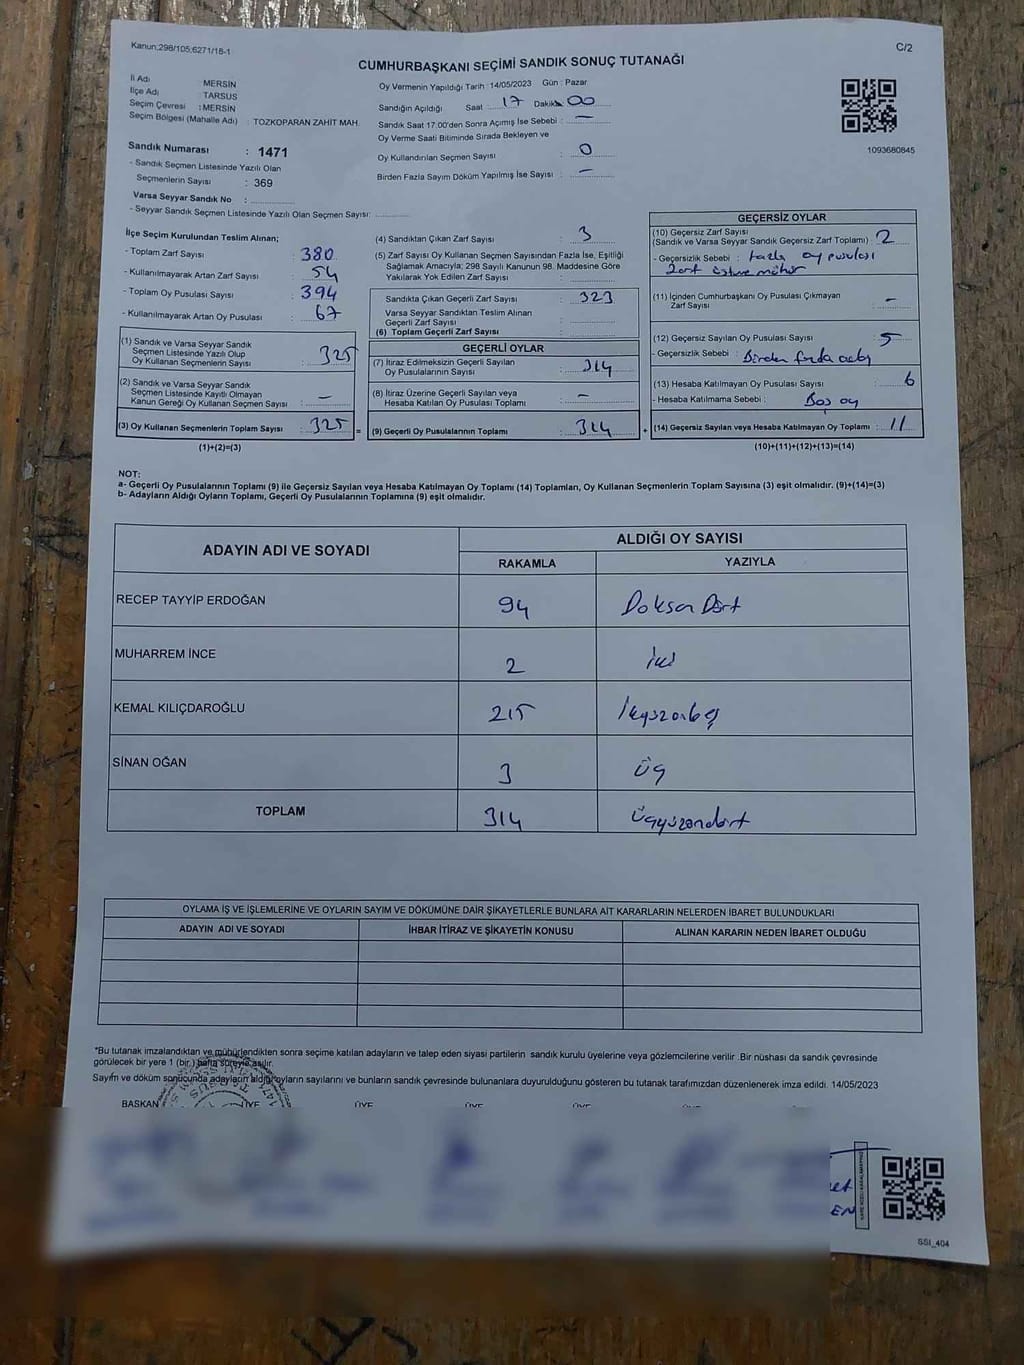 Kanun:298/105;6271/18-1
C/2
CUMHURBAŞKANI SEÇİMİ SANDIK SONUÇ TUTANAĞI
İl Adı : MERSİN
İlçe Adı : TARSUS
Seçim Çevresi : MERSİN
Seçim Bölgesi (Mahalle Adı) : TOZKOPARAN ZAHİT MAH.
Sandık Numarası : 1471
- Sandık Seçmen Listesinde Yazılı Olan
Seçmenlerin Sayısı : 369
Varsa Seyyar Sandık No :
- Seyyar Sandık Seçmen Listesinde Yazılı Olan Seçmen Sayısı:
Oy Vermenin Yapıldığı Tarih :14/05/2023 Gün : Pazar
Sandığın Açıldığı Saat : 17 Dakika 00
Sandık Saat 17:00'den Sonra Açımış İse Sebebi : —
Oy Verme Saati Bitiminde Sırada Bekleyen ve
Oy Kullandırılan Seçmen Sayısı : 0
Birden Fazla Sayım Döküm Yapılmış İse Sayısı : —
1093680845
İlçe Seçim Kurulundan Teslim Alınan;
- Toplam Zarf Sayısı : 380
- Kullanılmayarak Artan Zarf Sayısı : 54
- Toplam Oy Pusulası Sayısı : 394
- Kullanılmayarak Artan Oy Pusulası : 67
(1) Sandık ve Varsa Seyyar Sandık
Seçmen Listesinde Yazılı Olup
Oy Kullanan Seçmenlerin Sayısı : 325
(2) Sandık ve Varsa Seyyar Sandık
Seçmen Listesinde Kayıtlı Olmayan
Kanun Gereği Oy Kullanan Seçmen Sayısı : —
(3) Oy Kullanan Seçmenlerin Toplam Sayısı : 325 =
(1)+(2)=(3)
(4) Sandıktan Çıkan Zarf Sayısı : 3
(5) Zarf Sayısı Oy Kullanan Seçmen Sayısından Fazla İse, Eşitliği
Sağlamak Amacıyla; 298 Sayılı Kanunun 98. Maddesine Göre
Yakılarak Yok Edilen Zarf Sayısı :
Sandıkta Çıkan Geçerli Zarf Sayısı : 323
Varsa Seyyar Sandıktan Teslim Alınan
Geçerli Zarf Sayısı :
(6) Toplam Geçerli Zarf Sayısı :
GEÇERLİ OYLAR
(7) İtiraz Edilmeksizin Geçerli Sayılan
Oy Pusulalarının Sayısı : 314
(8) İtiraz Üzerine Geçerli Sayılan veya
Hesaba Katılan Oy Pusulası Toplamı : —
(9) Geçerli Oy Pusulalarının Toplamı : 314 +
GEÇERSİZ OYLAR
(10) Geçersiz Zarf Sayısı
(Sandık ve Varsa Seyyar Sandık Geçersiz Zarf Toplamı) : 2
- Geçersizlik Sebebi : fazla oy pusulası
zarf üstüne mühür
(11) İçinden Cumhurbaşkanı Oy Pusulası Çıkmayan
Zarf Sayısı : —
(12) Geçersiz Sayılan Oy Pusulası Sayısı : 5
- Geçersizlik Sebebi : Birden fazla aday
(13) Hesaba Katılmayan Oy Pusulası Sayısı : 6
- Hesaba Katılmama Sebebi : Boş oy
(14) Geçersiz Sayılan veya Hesaba Katılmayan Oy Toplamı : 11
(10)+(11)+(12)+(13)=(14)
NOT:
a- Geçerli Oy Pusulalarının Toplamı (9) ile Geçersiz Sayılan veya Hesaba Katılmayan Oy Toplamı (14) Toplamları, Oy Kullanan Seçmenlerin Toplam Sayısına (3) eşit olmalıdır. (9)+(14)=(3)
b- Adayların Aldığı Oyların Toplamı, Geçerli Oy Pusulalarının Toplamına (9) eşit olmalıdır.
ADAYIN ADI VE SOYADI
ALDIĞI OY SAYISI
RAKAMLA YAZIYLA
RECEP TAYYİP ERDOĞAN 94 Doksan Dört
MUHARREM İNCE 2 iki
KEMAL KILIÇDAROĞLU 215 İkiyüzonbeş
SİNAN OĞAN 3 üç
TOPLAM 314 üçyüzondört
OYLAMA İŞ VE İŞLEMLERİNE VE OYLARIN SAYIM VE DÖKÜMÜNE DAİR ŞİKAYETLERLE BUNLARA AİT KARARLARIN NELERDEN İBARET BULUNDUKLARI
ADAYIN ADI VE SOYADI İHBAR İTİRAZ VE ŞİKAYETİN KONUSU ALINAN KARARIN NEDEN İBARET OLDUĞU
*Bu tutanak imzalandıktan ve mühürlendikten sonra seçime katılan adayların ve talep eden siyasi partilerin sandık kurulu üyelerine veya gözlemcilerine verilir .Bir nüshası da sandık çevresinde
görülecek bir yere 1 (bir.) hafta süreyle asılır.
Sayım ve döküm sonucunda adayların aldığı oyların sayılarını ve bunların sandık çevresinde bulunanlara duyurulduğunu gösteren bu tutanak tarafımızdan düzenlenerek imza edildi. 14/05/2023
BAŞKAN ÜYE ÜYE ÜYE ÜYE ÜYE
SSİ_404